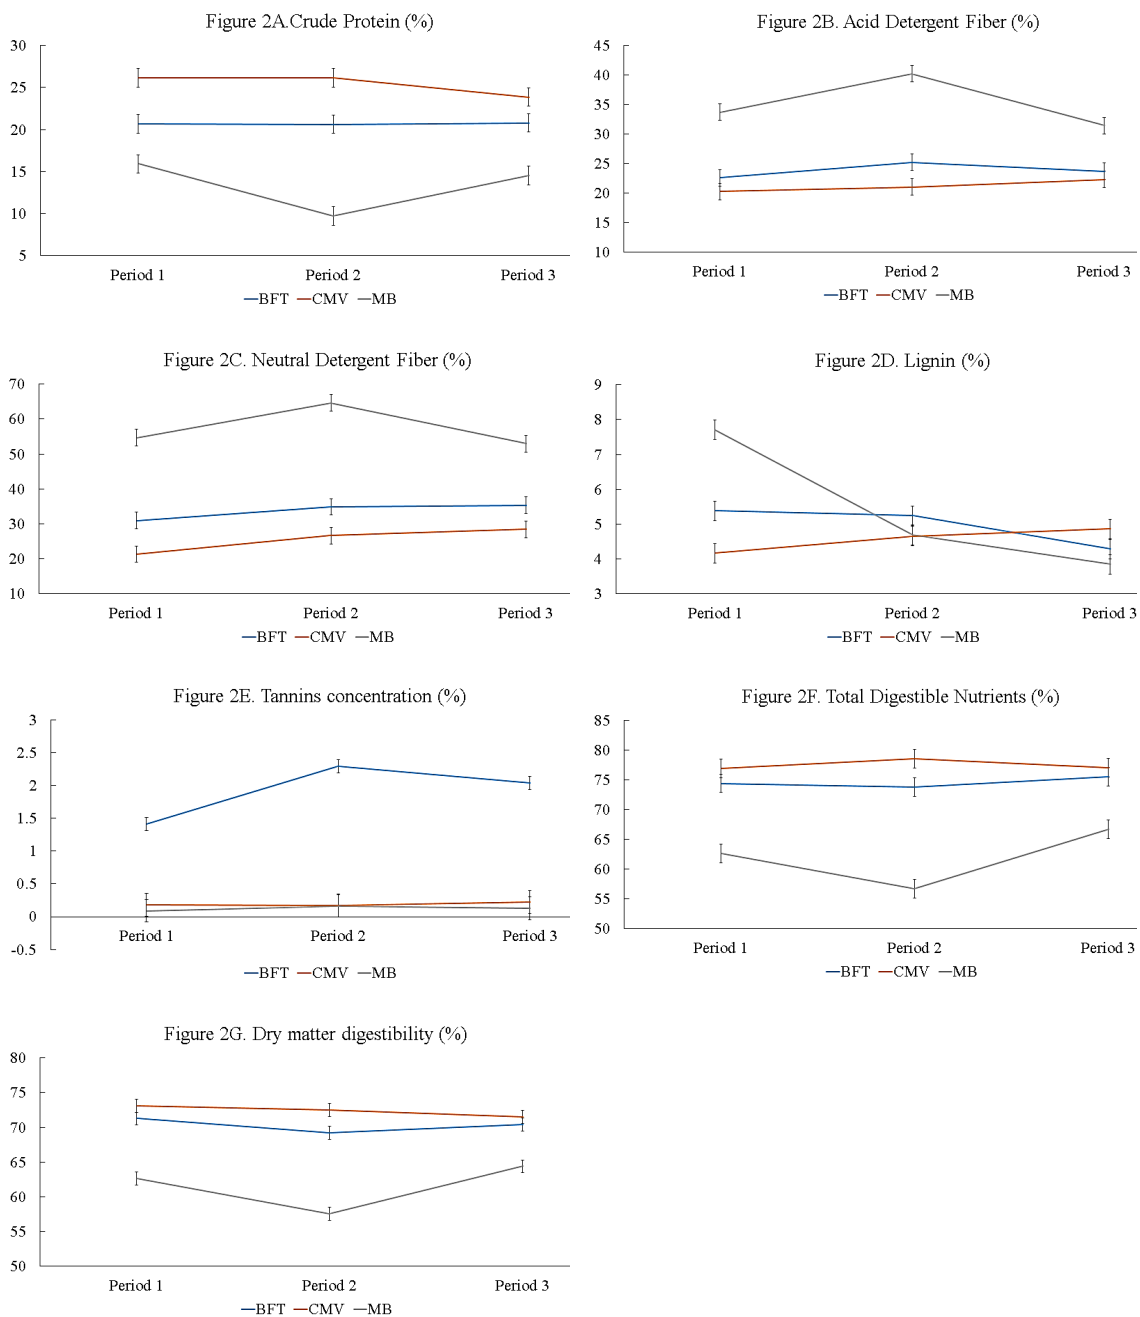 Figure 2A.Crude Protein (%)
30
25
20
15
10
5
Period 1 Period 2 Period 3
BFT CMV MB
Figure 2B. Acid Detergent Fiber (%)
45
40
35
30
25
20
15
10
Period 1 Period 2 Period 3
BFT CMV MB
Figure 2C. Neutral Detergent Fiber (%)
70
60
50
40
30
20
10
Period 1 Period 2 Period 3
BFT CMV MB
Figure 2D. Lignin (%)
9
8
7
6
5
4
3
Period 1 Period 2 Period 3
BFT CMV MB
Figure 2E. Tannins concentration (%)
3
2.5
2
1.5
1
0.5
0
-0.5
Period 1 Period 2 Period 3
BFT CMV MB
Figure 2F. Total Digestible Nutrients (%)
85
80
75
70
65
60
55
50
Period 1 Period 2 Period 3
BFT CMV MB
Figure 2G. Dry matter digestibility (%)
80
75
70
65
60
55
50
Period 1 Period 2 Period 3
BFT CMV MB